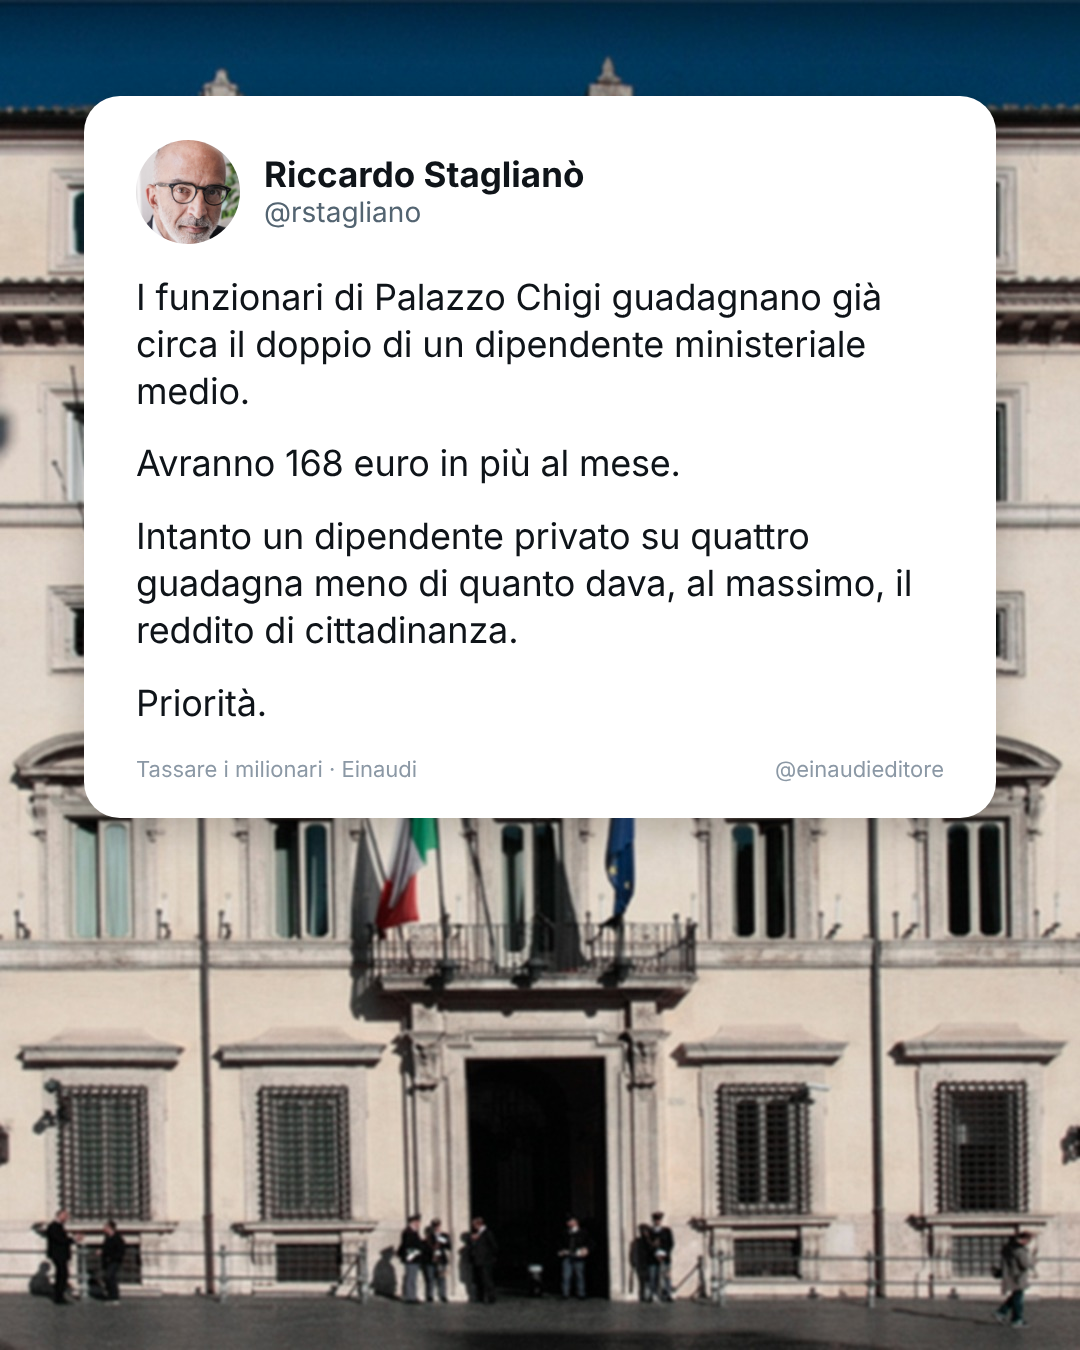 Riccardo Staglianò
@rstagliano
I funzionari di Palazzo Chigi guadagnano già
circa il doppio di un dipendente ministeriale
medio.
Avranno 168 euro in più al mese.
Intanto un dipendente privato su quattro
guadagna meno di quanto dava, al massimo, il
reddito di cittadinanza.
Priorità.
Tassare i milionari · Einaudi
@einaudieditore